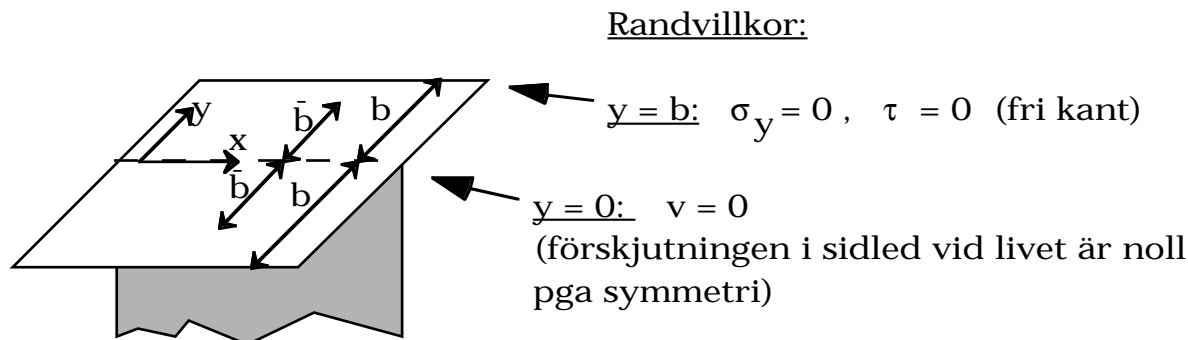 Randvillkor:
y
b̄
b
x
b̄
b
y = b: σy = 0 , τ = 0 (fri kant)
y = 0: v = 0
(förskjutningen i sidled vid livet är noll
pga symmetri)